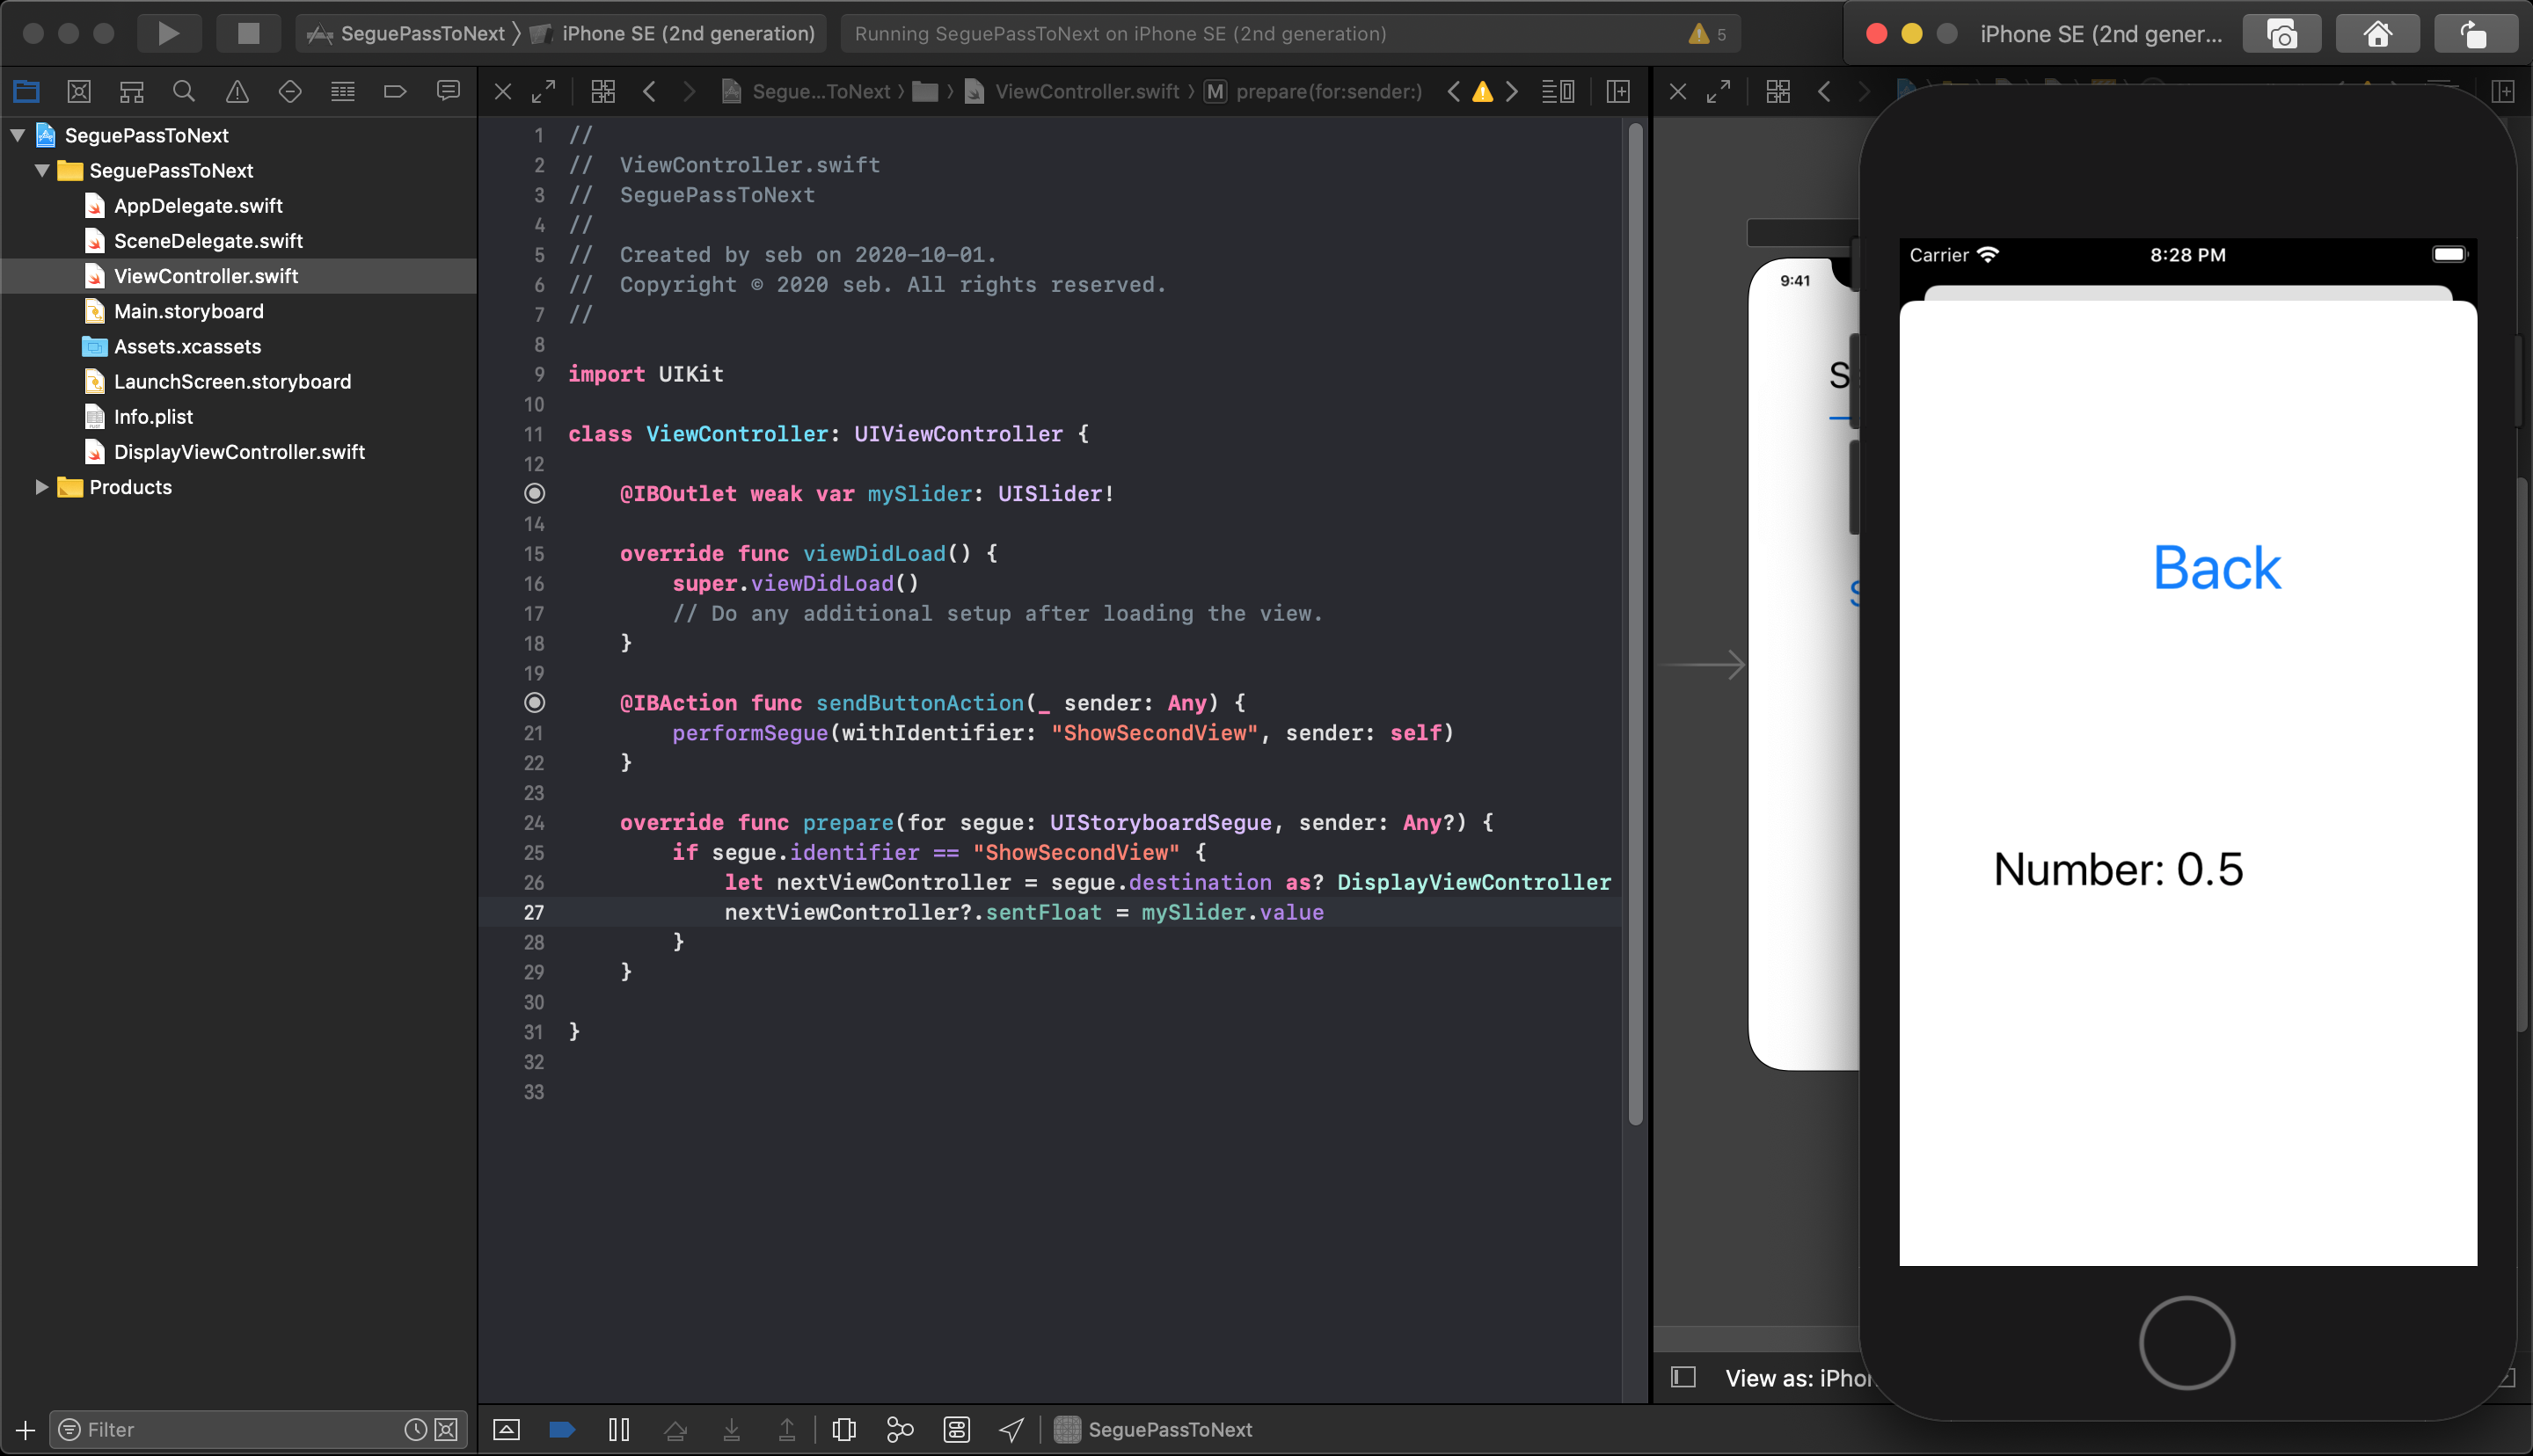 SeguePassToNext 〉 iPhone SE (2nd generation)
Running SeguePassToNext on iPhone SE (2nd generation)
5
iPhone SE (2nd gener...
Segue...ToNext 〉 〉 ViewController.swift 〉 M prepare(for:sender:)
SeguePassToNext
SeguePassToNext
AppDelegate.swift
SceneDelegate.swift
ViewController.swift
Main.storyboard
Assets.xcassets
LaunchScreen.storyboard
Info.plist
DisplayViewController.swift
Products
1 //
2 //  ViewController.swift
3 //  SeguePassToNext
4 //
5 //  Created by seb on 2020-10-01.
6 //  Copyright © 2020 seb. All rights reserved.
7 //
8
9 import UIKit
10
11 class ViewController: UIViewController {
12
@IBOutlet weak var mySlider: UISlider!
14
15 override func viewDidLoad() {
16 super.viewDidLoad()
17 // Do any additional setup after loading the view.
18 }
19
@IBAction func sendButtonAction(_ sender: Any) {
21 performSegue(withIdentifier: "ShowSecondView", sender: self)
22 }
23
24 override func prepare(for segue: UIStoryboardSegue, sender: Any?) {
25 if segue.identifier == "ShowSecondView" {
26 let nextViewController = segue.destination as? DisplayViewController
27 nextViewController?.sentFloat = mySlider.value
28 }
29 }
30
31 }
32
33
9:41
S
S
Carrier 8:28 PM
Back
Number: 0.5
View as: iPhon
Filter
SeguePassToNext